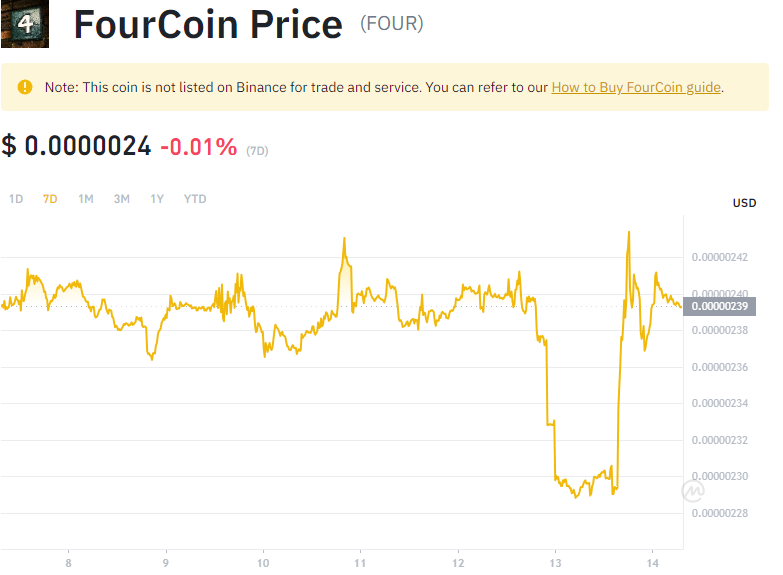 4
FourCoin Price (FOUR)
Note: This coin is not listed on Binance for trade and service. You can refer to our How to Buy FourCoin guide.
$ 0.0000024 -0.01% (7D)
1D 7D 1M 3M 1Y YTD
USD
0.00000242
0.00000240
0.00000239
0.00000238
0.00000236
0.00000234
0.00000232
0.00000230
0.00000228
8 9 10 11 12 13 14